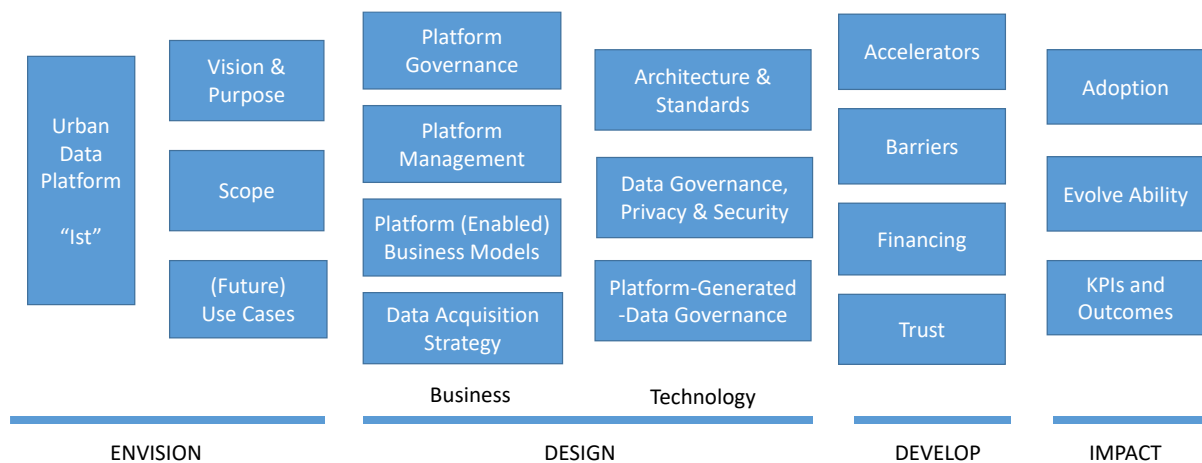 Urban
Data
Platform
“Ist”
Vision &
Purpose
Scope
(Future)
Use Cases
Platform
Governance
Platform
Management
Platform (Enabled)
Business Models
Data Acquisition
Strategy
Architecture &
Standards
Data Governance,
Privacy & Security
Platform-Generated
-Data Governance
Accelerators
Barriers
Financing
Trust
Adoption
Evolve Ability
KPIs and
Outcomes
Business
Technology
ENVISION
DESIGN
DEVELOP
IMPACT